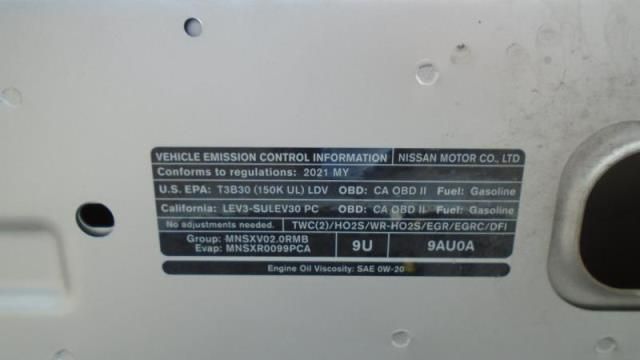 VEHICLE EMISSION CONTROL INFORMATION NISSAN MOTOR CO., LTD
Conforms to regulations: 2021 MY
U.S. EPA: T3B30 (150K UL) LDV OBD: CA OBD II Fuel: Gasoline
California: LEV3-SULEV30 PC OBD: CA OBD II Fuel: Gasoline
No adjustments needed. TWC(2)/HO2S/WR-HO2S/EGR/EGRC/DFI
Group: MNSXV02.0RMB
Evap: MNSXR0099PCA
9U 9AU0A
Engine Oil Viscosity: SAE 0W-20